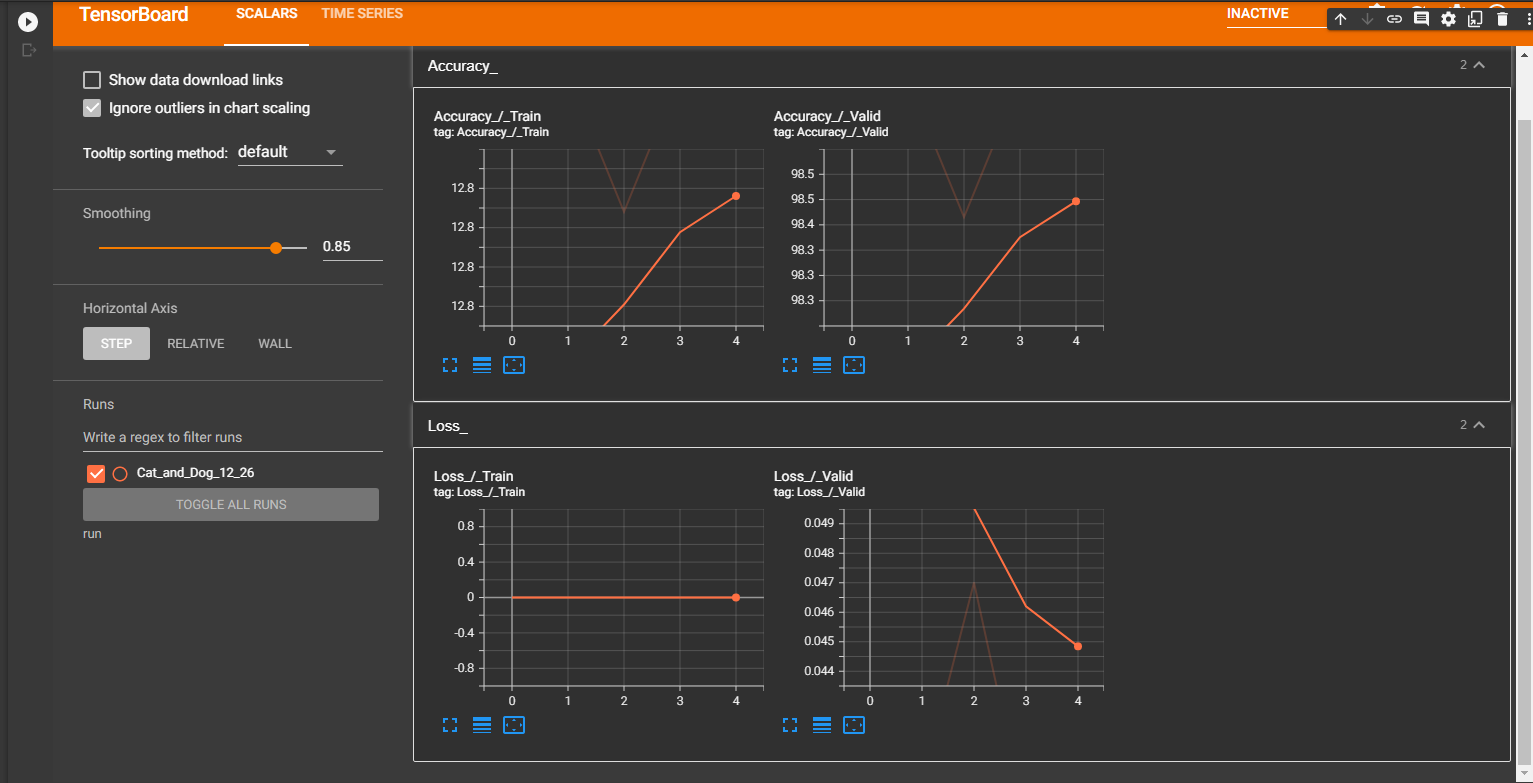 TensorBoard SCALARS TIME SERIES INACTIVE
Show data download links
Ignore outliers in chart scaling
Tooltip sorting method: default
Smoothing
0.85
Horizontal Axis
STEP RELATIVE WALL
Runs
Write a regex to filter runs
Cat_and_Dog_12_26
TOGGLE ALL RUNS
run
Accuracy_ 2
Accuracy_/_Train
tag: Accuracy_/_Train
12.8
12.8
12.8
12.8
0 1 2 3 4
Accuracy_/_Valid
tag: Accuracy_/_Valid
98.5
98.5
98.4
98.3
98.3
98.3
0 1 2 3 4
Loss_ 2
Loss_/_Train
tag: Loss_/_Train
0.8
0.4
0
-0.4
-0.8
0 1 2 3 4
Loss_/_Valid
tag: Loss_/_Valid
0.049
0.048
0.047
0.046
0.045
0.044
0 1 2 3 4